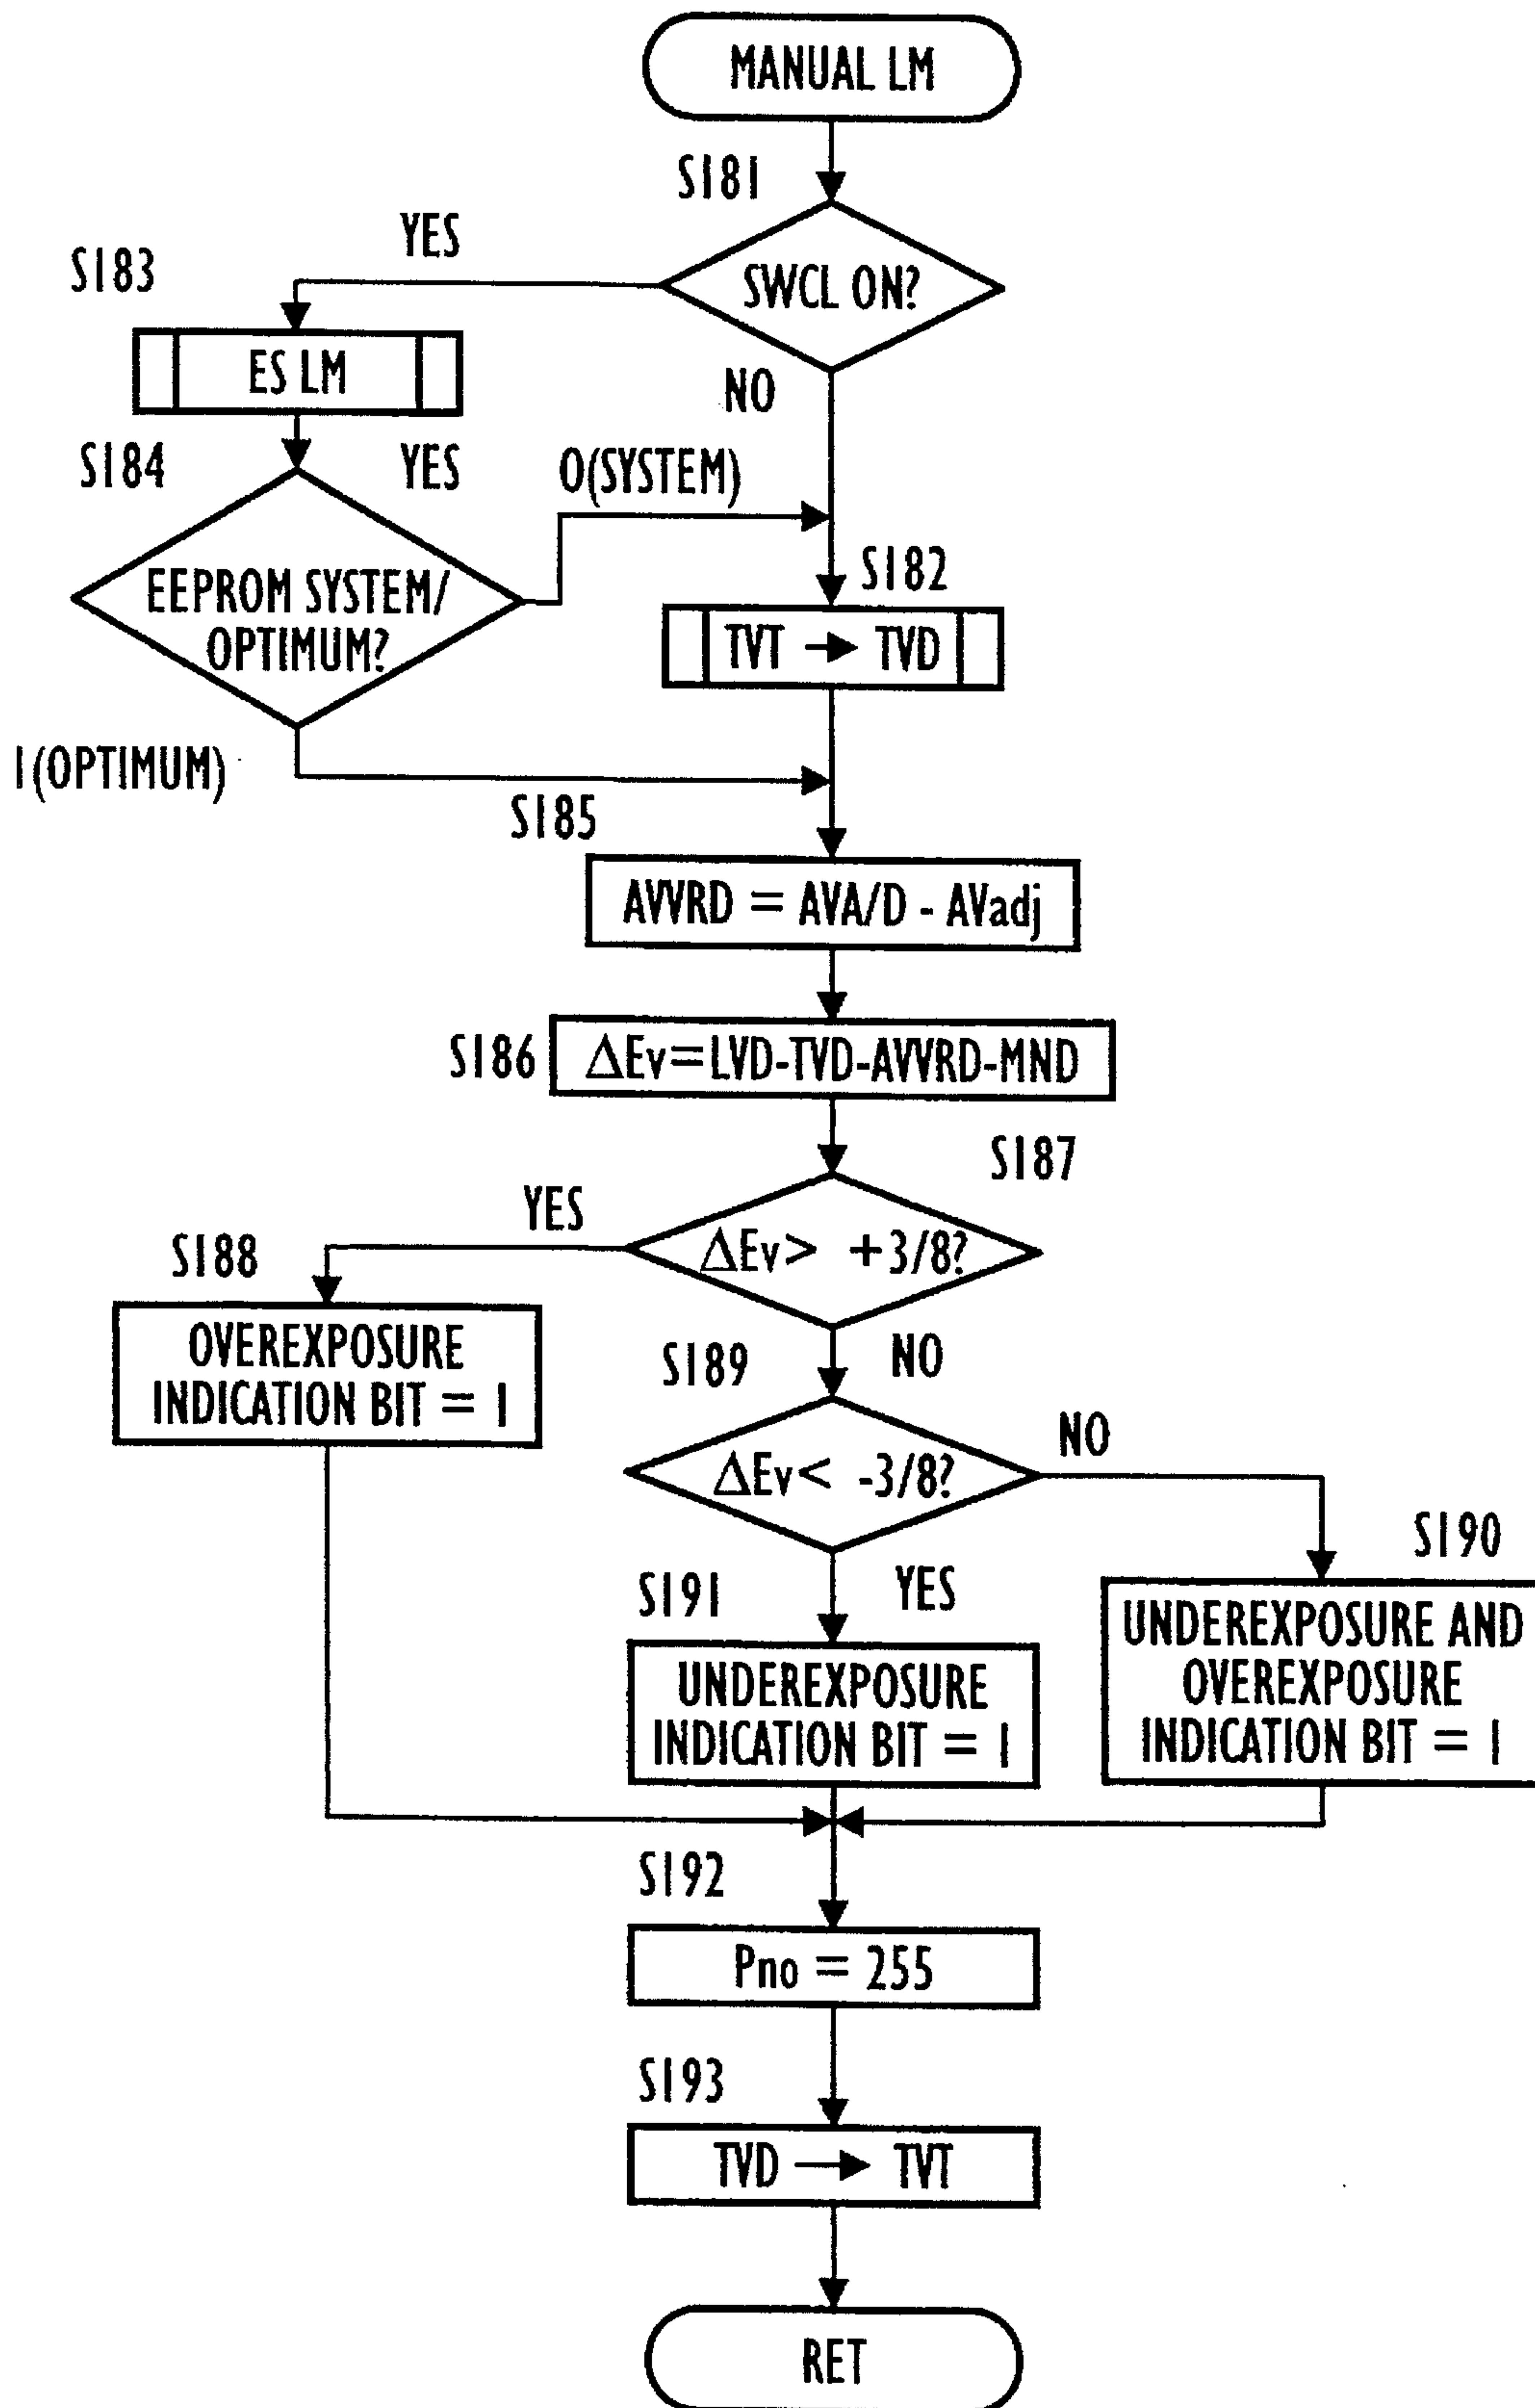 MANUAL LM
S181
YES
SWCL ON?
S183
ES LM
NO
S184
YES
0(SYSTEM)
EEPROM SYSTEM/
OPTIMUM?
S182
TVT → TVD
1(OPTIMUM)
S185
AVVRD = AVA/D - AVadj
S186
ΔEv=LVD-TVD-AVVRD-MND
S187
YES
ΔEv> +3/8?
S188
OVEREXPOSURE
INDICATION BIT = 1
NO
S189
ΔEv< -3/8?
NO
S190
UNDEREXPOSURE AND
OVEREXPOSURE
INDICATION BIT = 1
YES
S191
UNDEREXPOSURE
INDICATION BIT = 1
S192
Pno = 255
S193
TVD → TVT
RET